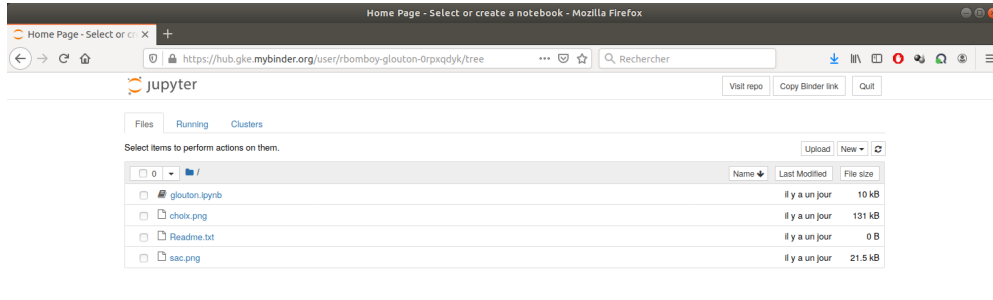 Home Page - Select or create a notebook - Mozilla Firefox
Home Page - Select or cr
https://hub.gke.mybinder.org/user/rbomboy-glouton-0rpxqdyk/tree
Rechercher
jupyter
Visit repo Copy Binder link Quit
Files Running Clusters
Select items to perform actions on them.
Upload New
0 / Name Last Modified File size
glouton.ipynb il y a un jour 10 kB
choix.png il y a un jour 131 kB
Readme.txt il y a un jour 0 B
sac.png il y a un jour 21.5 kB